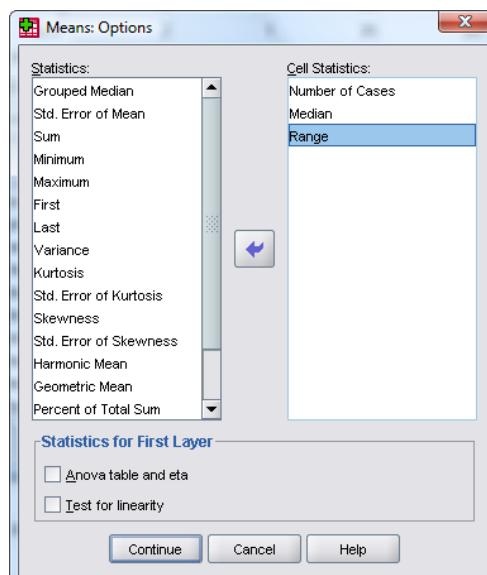 Means: Options
Statistics:
Grouped Median
Std. Error of Mean
Sum
Minimum
Maximum
First
Last
Variance
Kurtosis
Std. Error of Kurtosis
Skewness
Std. Error of Skewness
Harmonic Mean
Geometric Mean
Percent of Total Sum
Cell Statistics:
Number of Cases
Median
Range
Statistics for First Layer
Anova table and eta
Test for linearity
Continue
Cancel
Help